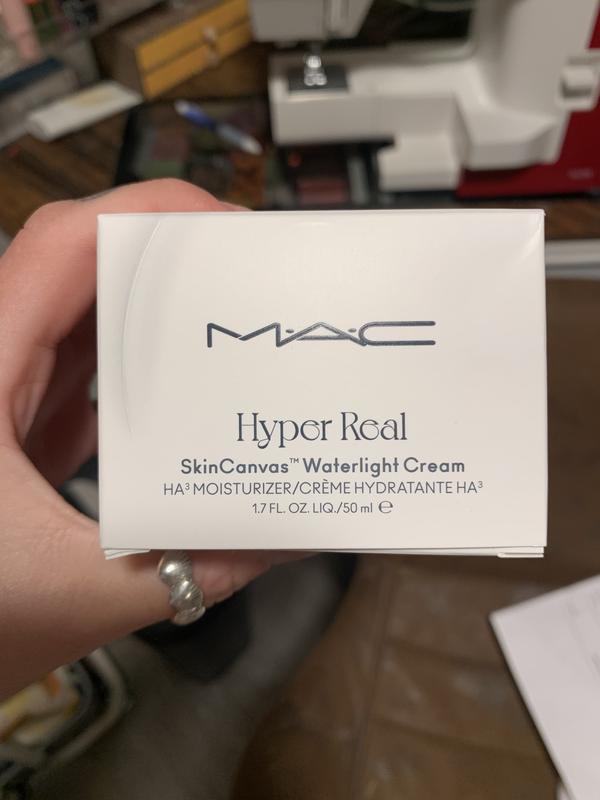 M·A·C
Hyper Real
SkinCanvas™ Waterlight Cream
HA³ MOISTURIZER/CRÈME HYDRATANTE HA³
1.7 FL. OZ. LIQ./50 ml ℮